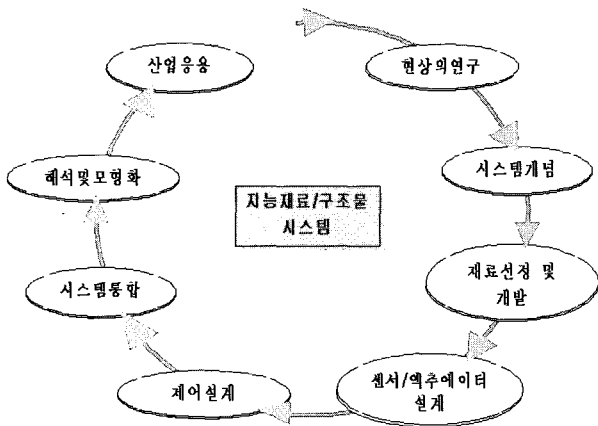 산업응용
현상의연구
해석및모형화
시스템개념
지능재료/구조물
시스템
재료선정 및
개발
시스템통합
제어설계
센서/액추에이터
설계